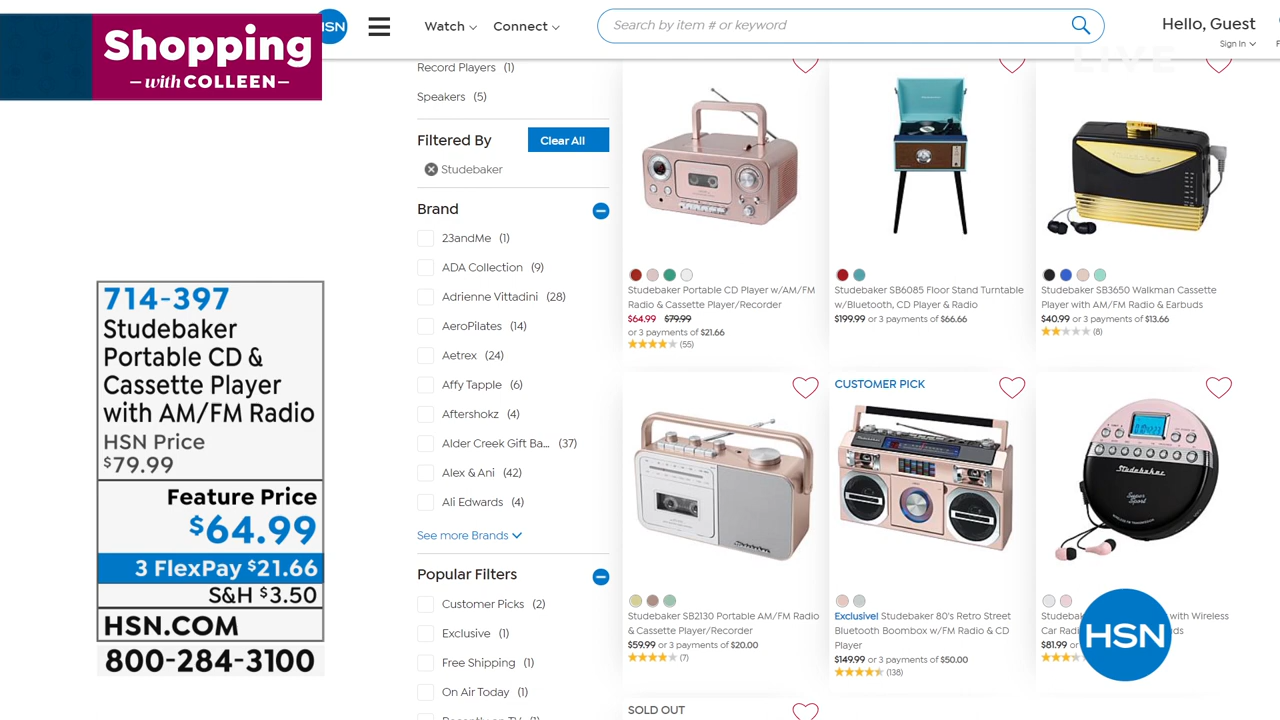 Shopping
with COLLEEN
HSN
Watch
Connect
Search by item # or keyword
Hello, Guest
Sign In
LIVE
Record Players (1)
Speakers (5)
Filtered By
Clear All
Studebaker
Brand
23andMe (1)
ADA Collection (9)
Adrienne Vittadini (28)
AeroPilates (14)
Aetrex (24)
Affy Tapple (6)
Aftershokz (4)
Alder Creek Gift Ba... (37)
Alex & Ani (42)
Ali Edwards (4)
See more Brands
Popular Filters
Customer Picks (2)
Exclusive (1)
Free Shipping (1)
On Air Today (1)
714-397
Studebaker
Portable CD &
Cassette Player
with AM/FM Radio
HSN Price
$79.99
Feature Price
$64.99
3 FlexPay $21.66
S&H $3.50
HSN.COM
800-284-3100
Studebaker Portable CD Player w/AM/FM
Radio & Cassette Player/Recorder
$64.99 $79.99
or 3 payments of $21.66
(55)
Studebaker SB6085 Floor Stand Turntable
w/Bluetooth, CD Player & Radio
$199.99 or 3 payments of $66.66
Studebaker SB3650 Walkman Cassette
Player with AM/FM Radio & Earbuds
$40.99 or 3 payments of $13.66
(8)
Studebaker SB2130 Portable AM/FM Radio
& Cassette Player/Recorder
$59.99 or 3 payments of $20.00
(7)
CUSTOMER PICK
Exclusive! Studebaker 80's Retro Street
Bluetooth Boombox w/FM Radio & CD
Player
$149.99 or 3 payments of $50.00
(138)
Studebaker
Super
Sport
with Wireless
Car
$81.99 or
HSN
SOLD OUT